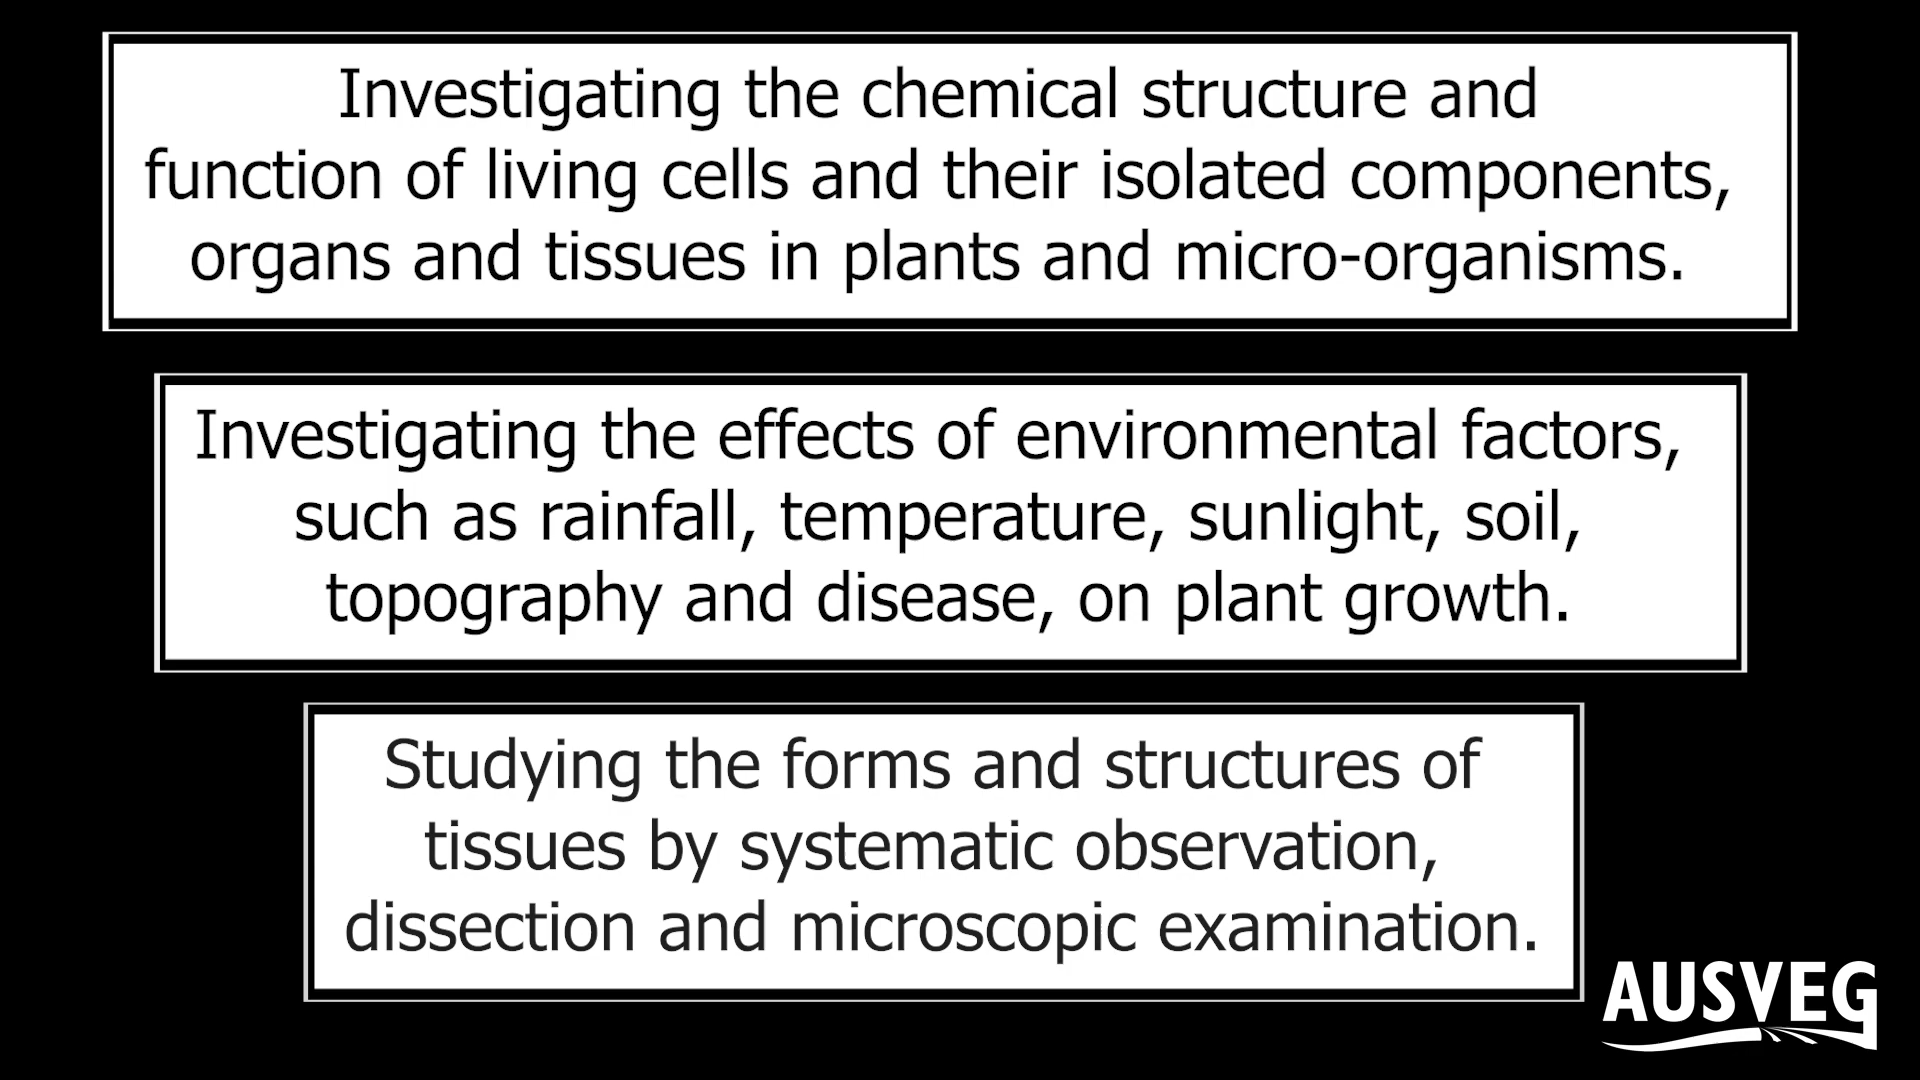 Investigating the chemical structure and
function of living cells and their isolated components,
organs and tissues in plants and micro-organisms.
Investigating the effects of environmental factors,
such as rainfall, temperature, sunlight, soil,
topography and disease, on plant growth.
Studying the forms and structures of
tissues by systematic observation,
dissection and microscopic examination.
AUSVEG